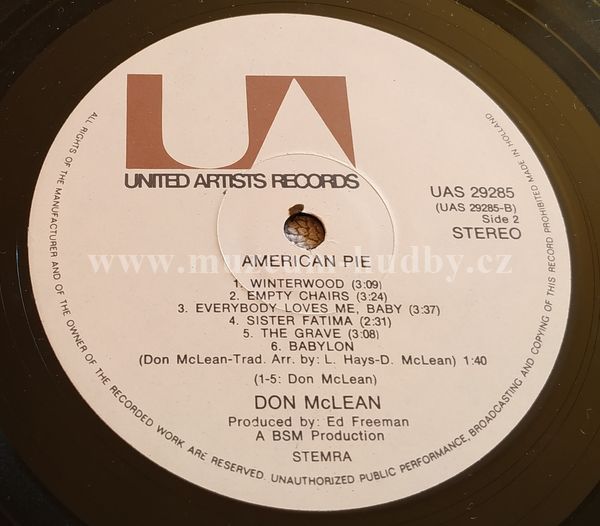 UA
UNITED ARTISTS RECORDS
UAS 29285
(UAS 29285-B)
Side 2
STEREO
AMERICAN PIE
www.muzeum-hudby.cz
1. WINTERWOOD (3:09)
2. EMPTY CHAIRS (3:24)
3. EVERYBODY LOVES ME, BABY (3:37)
4. SISTER FATIMA (2:31)
5. THE GRAVE (3:08)
6. BABYLON
(Don McLean-Trad. Arr. by: L. Hays-D. McLean) 1:40
(1-5: Don McLean)
DON McLEAN
Produced by: Ed Freeman
A BSM Production
STEMRA
ALL RIGHTS OF THE MANUFACTURER AND OF THE OWNER OF THE RECORDED WORK ARE RESERVED. UNAUTHORIZED PUBLIC PERFORMANCE, BROADCASTING AND COPYING OF THIS RECORD PROHIBITED MADE IN HOLLAND